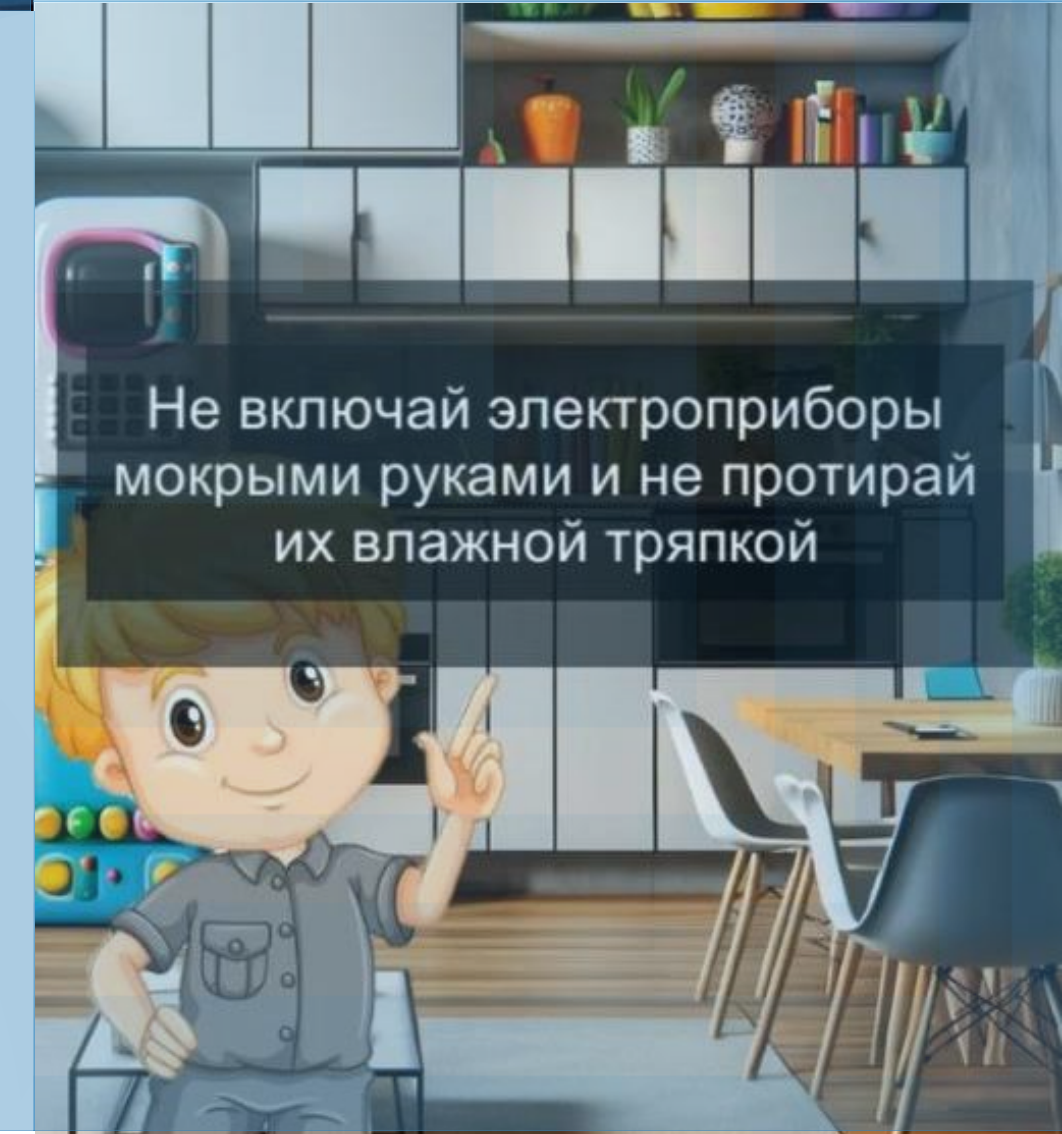 Не включай электроприборы
мокрыми руками и не протирай
их влажной тряпкой